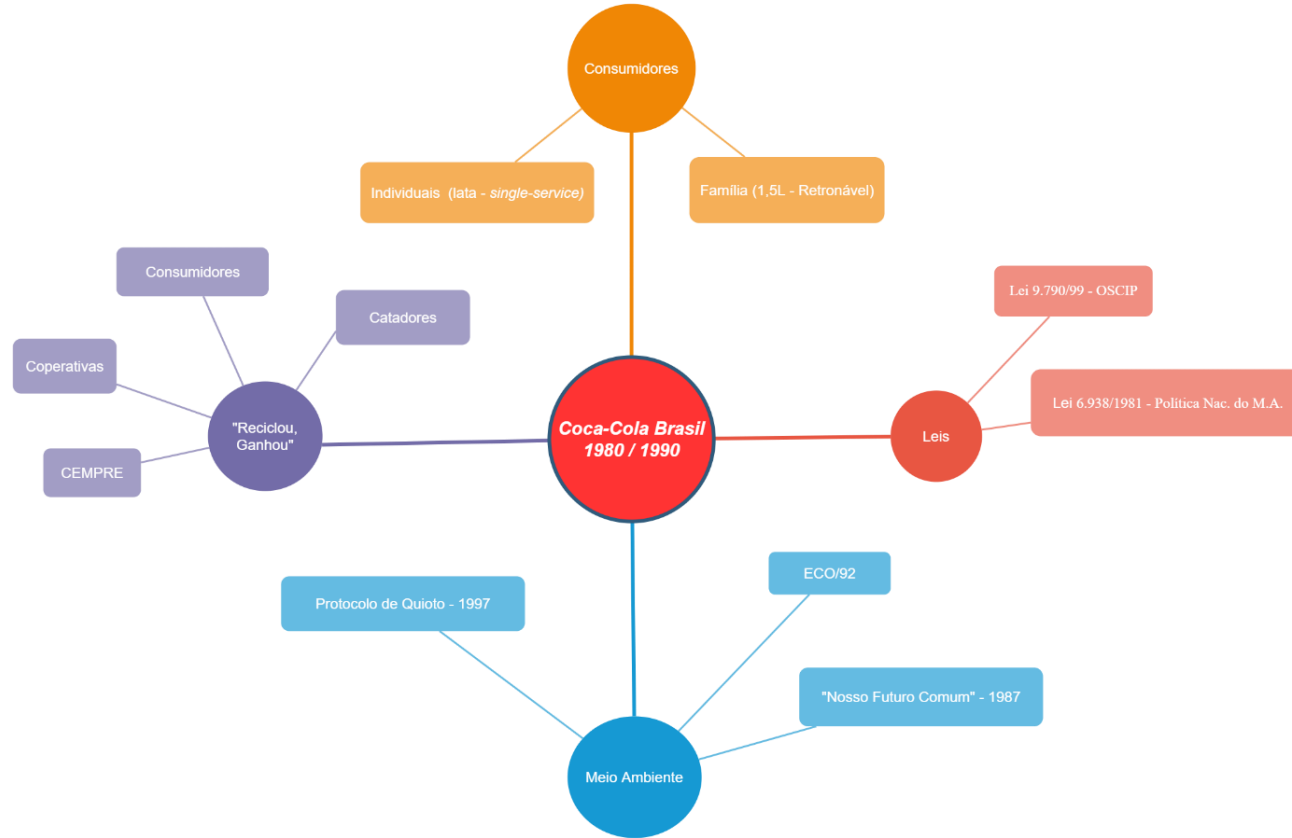 Consumidores
Individuais (lata - single-service)
Família (1,5L - Retronável)
Consumidores
Catadores
Coperativas
"Reciclou,
Ganhou"
CEMPRE
Coca-Cola Brasil
1980 / 1990
Lei 9.790/99 - OSCIP
Lei 6.938/1981 - Politica Nac. do M.A.
Leis
Protocolo de Quioto - 1997
ECO/92
"Nosso Futuro Comum" - 1987
Meio Ambiente